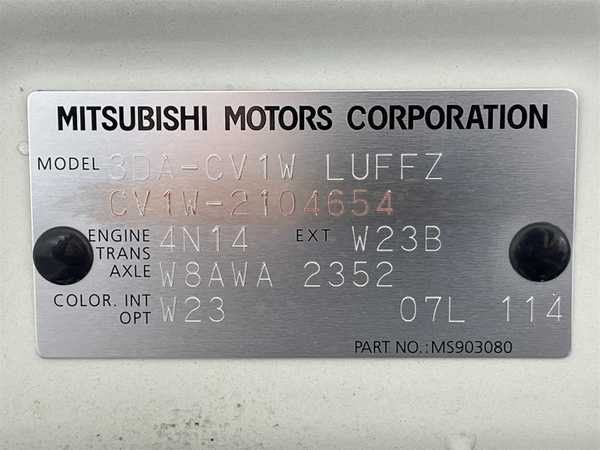 MITSUBISHI MOTORS CORPORATION
MODEL 3DA-CV1W LUFFZ
CV1W-2104654
ENGINE 4N14 EXT W23B
TRANS
AXLE W8AWA 2352
COLOR. INT W23 07L 114
OPT
PART NO.:MS903080